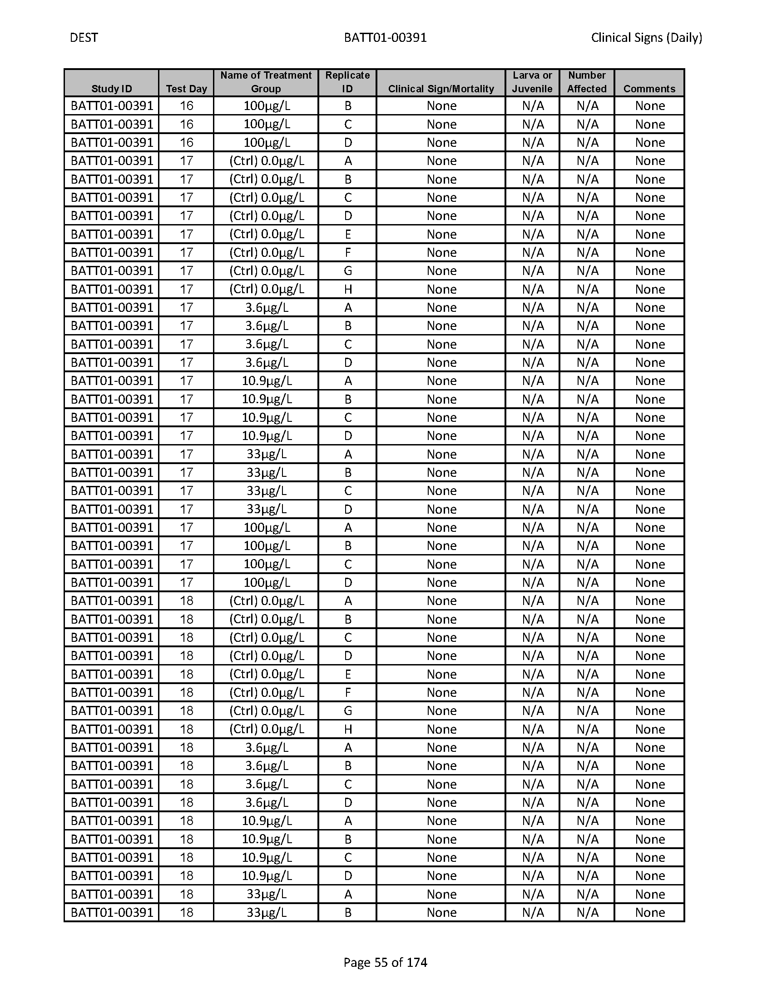 DEST BATT01-00391 Clinical Signs (Daily)
Study ID Test Day Name of Treatment Group Replicate ID Clinical Sign/Mortality Larva or Juvenile Number Affected Comments
BATT01-00391 16 100µg/L B None N/A N/A None
BATT01-00391 16 100µg/L C None N/A N/A None
BATT01-00391 16 100µg/L D None N/A N/A None
BATT01-00391 17 (Ctrl) 0.0µg/L A None N/A N/A None
BATT01-00391 17 (Ctrl) 0.0µg/L B None N/A N/A None
BATT01-00391 17 (Ctrl) 0.0µg/L C None N/A N/A None
BATT01-00391 17 (Ctrl) 0.0µg/L D None N/A N/A None
BATT01-00391 17 (Ctrl) 0.0µg/L E None N/A N/A None
BATT01-00391 17 (Ctrl) 0.0µg/L F None N/A N/A None
BATT01-00391 17 (Ctrl) 0.0µg/L G None N/A N/A None
BATT01-00391 17 (Ctrl) 0.0µg/L H None N/A N/A None
BATT01-00391 17 3.6µg/L A None N/A N/A None
BATT01-00391 17 3.6µg/L B None N/A N/A None
BATT01-00391 17 3.6µg/L C None N/A N/A None
BATT01-00391 17 3.6µg/L D None N/A N/A None
BATT01-00391 17 10.9µg/L A None N/A N/A None
BATT01-00391 17 10.9µg/L B None N/A N/A None
BATT01-00391 17 10.9µg/L C None N/A N/A None
BATT01-00391 17 10.9µg/L D None N/A N/A None
BATT01-00391 17 33µg/L A None N/A N/A None
BATT01-00391 17 33µg/L B None N/A N/A None
BATT01-00391 17 33µg/L C None N/A N/A None
BATT01-00391 17 33µg/L D None N/A N/A None
BATT01-00391 17 100µg/L A None N/A N/A None
BATT01-00391 17 100µg/L B None N/A N/A None
BATT01-00391 17 100µg/L C None N/A N/A None
BATT01-00391 17 100µg/L D None N/A N/A None
BATT01-00391 18 (Ctrl) 0.0µg/L A None N/A N/A None
BATT01-00391 18 (Ctrl) 0.0µg/L B None N/A N/A None
BATT01-00391 18 (Ctrl) 0.0µg/L C None N/A N/A None
BATT01-00391 18 (Ctrl) 0.0µg/L D None N/A N/A None
BATT01-00391 18 (Ctrl) 0.0µg/L E None N/A N/A None
BATT01-00391 18 (Ctrl) 0.0µg/L F None N/A N/A None
BATT01-00391 18 (Ctrl) 0.0µg/L G None N/A N/A None
BATT01-00391 18 (Ctrl) 0.0µg/L H None N/A N/A None
BATT01-00391 18 3.6µg/L A None N/A N/A None
BATT01-00391 18 3.6µg/L B None N/A N/A None
BATT01-00391 18 3.6µg/L C None N/A N/A None
BATT01-00391 18 3.6µg/L D None N/A N/A None
BATT01-00391 18 10.9µg/L A None N/A N/A None
BATT01-00391 18 10.9µg/L B None N/A N/A None
BATT01-00391 18 10.9µg/L C None N/A N/A None
BATT01-00391 18 10.9µg/L D None N/A N/A None
BATT01-00391 18 33µg/L A None N/A N/A None
BATT01-00391 18 33µg/L B None N/A N/A None
Page 55 of 174